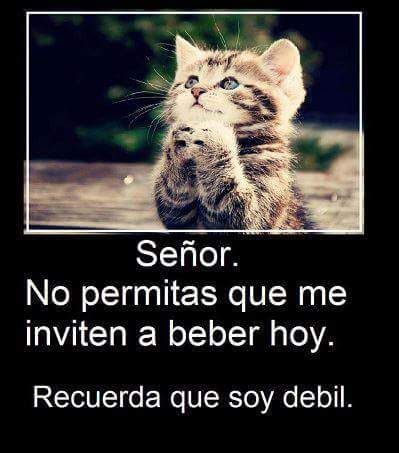 Señor.
No permitas que me
inviten a beber hoy.
Recuerda que soy debil.